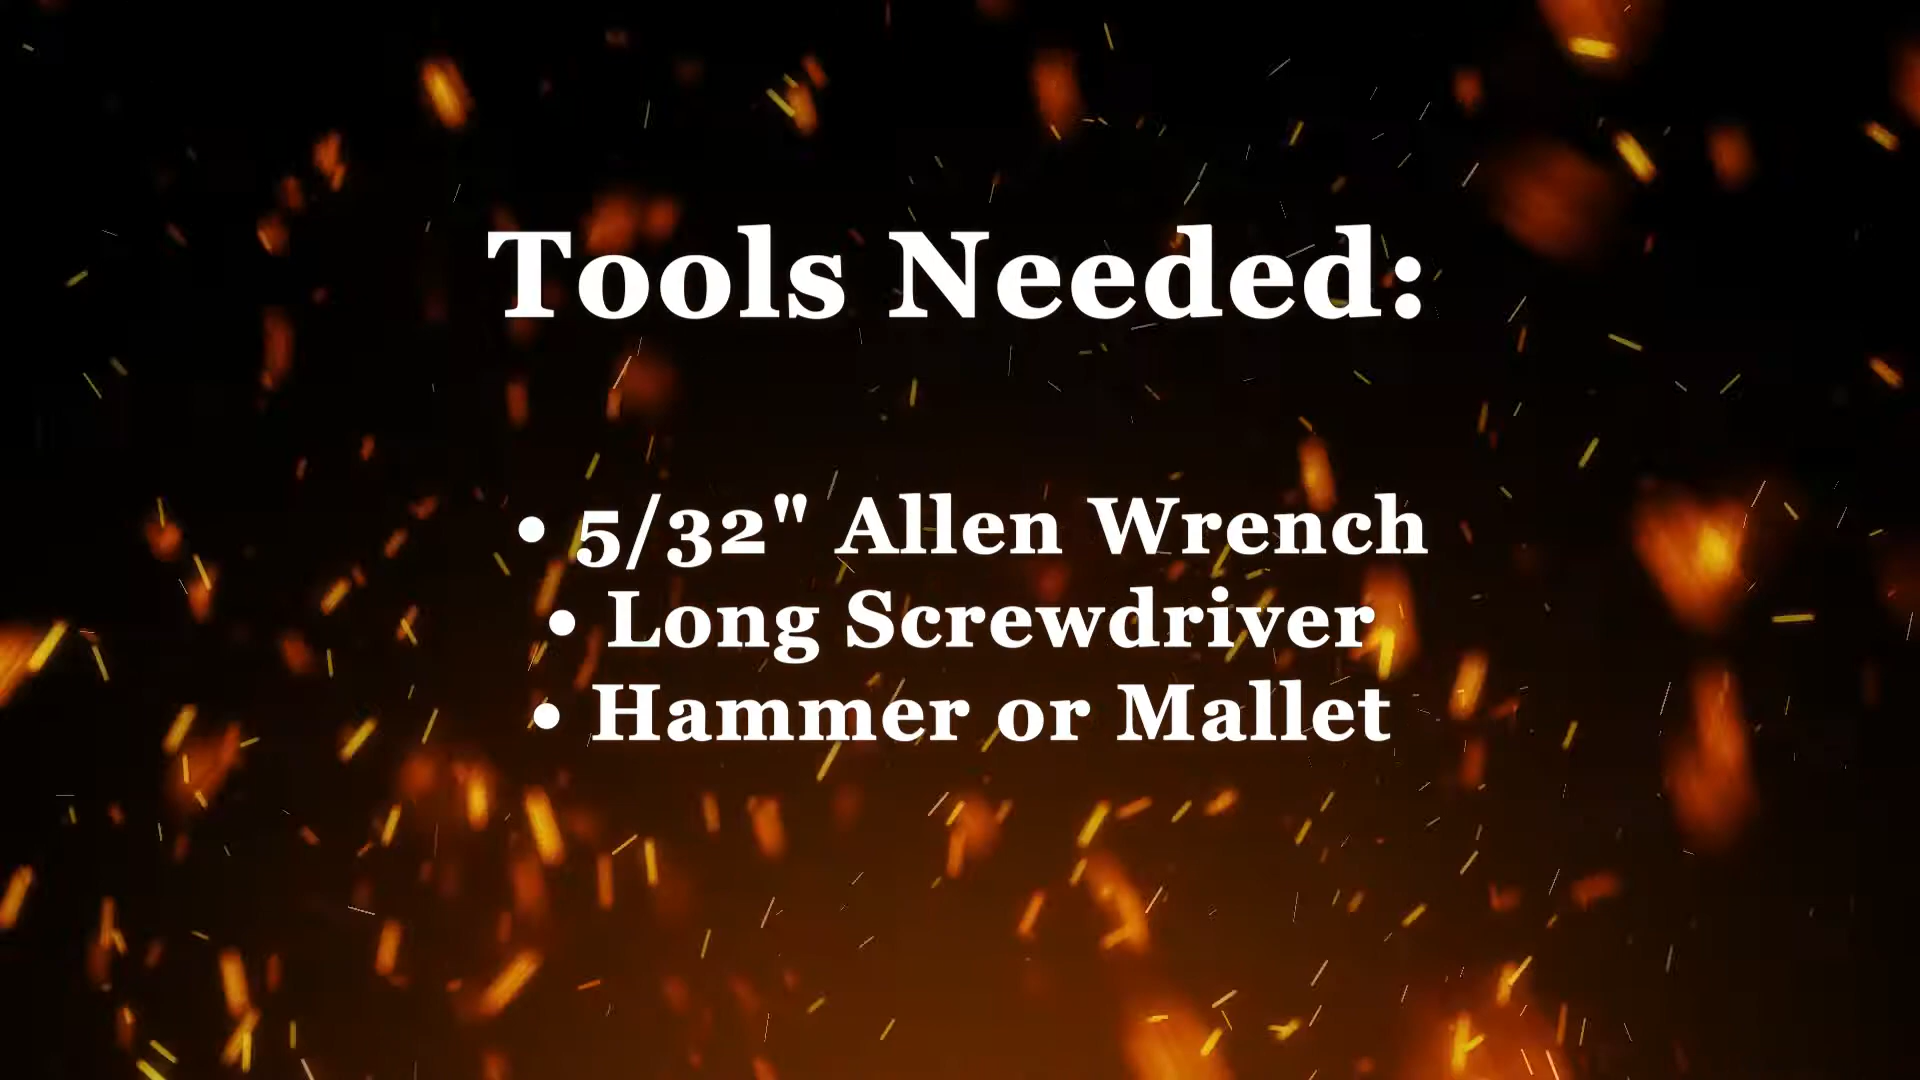 Tools Needed:
• 5/32" Allen Wrench
• Long Screwdriver
• Hammer or Mallet